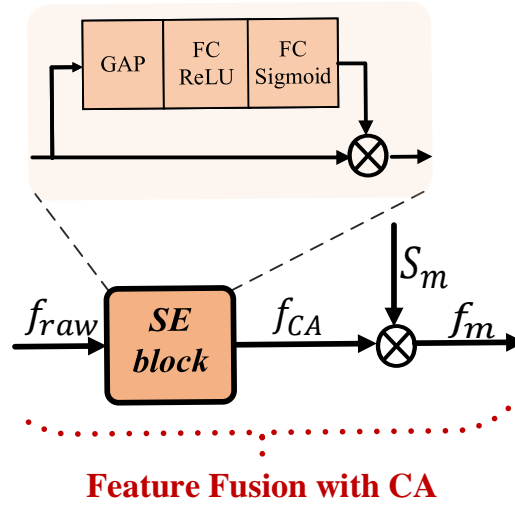 GAP
FC
ReLU
FC
Sigmoid
S_m
f_raw
SE
block
f_CA
f_m
Feature Fusion with CA